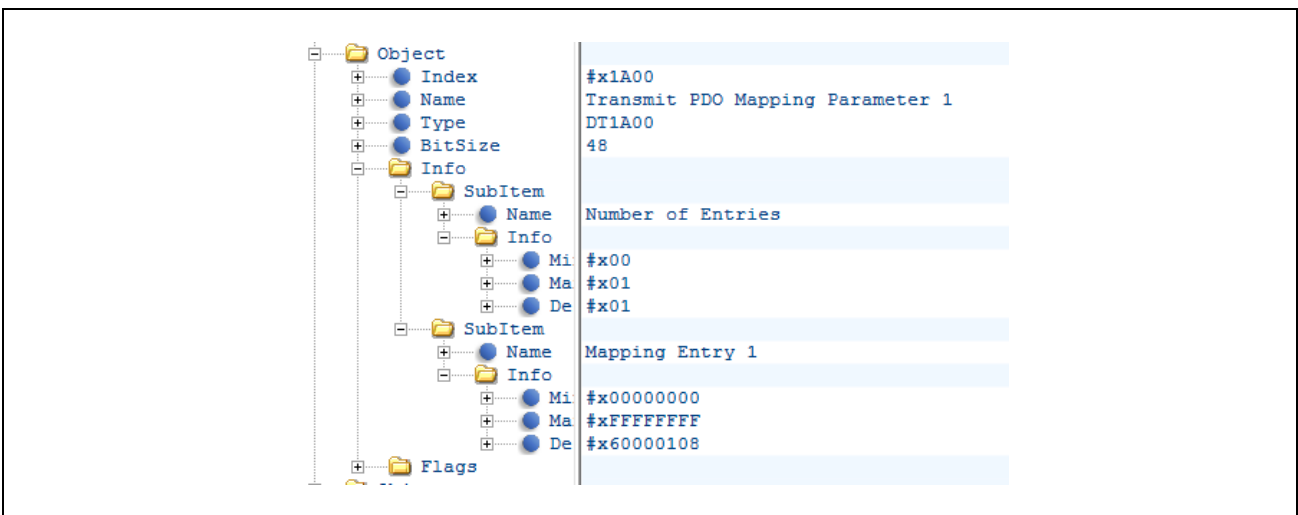 Object
Index #x1A00
Name Transmit PDO Mapping Parameter 1
Type DT1A00
BitSize 48
Info
SubItem
Name Number of Entries
Info
Mi #x00
Ma #x01
De #x01
SubItem
Name Mapping Entry 1
Info
Mi #x00000000
Ma #xFFFFFFFF
De #x60000108
Flags